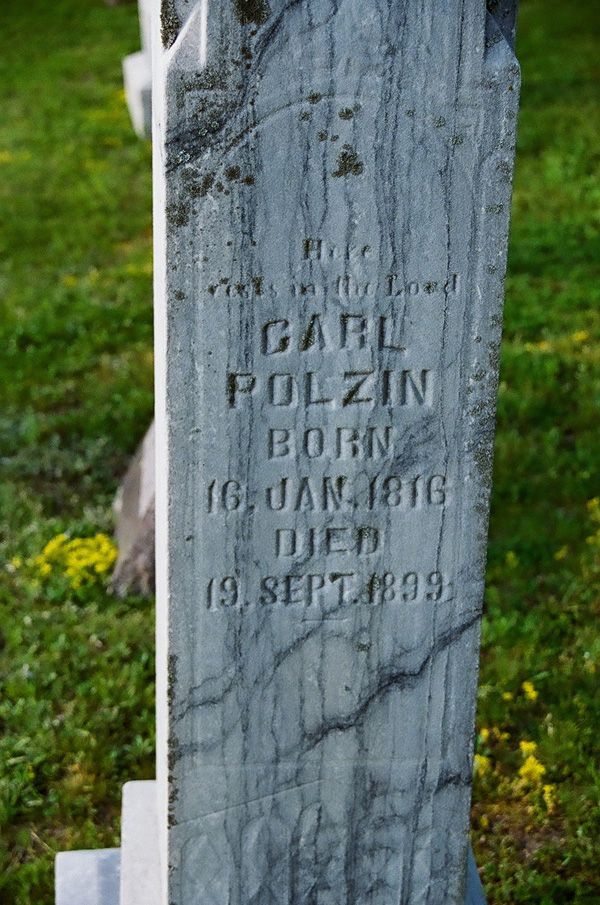 Here
rests in the Lord
CARL
POLZIN
BORN
16. JAN. 1816
DIED
19. SEPT. 1899.